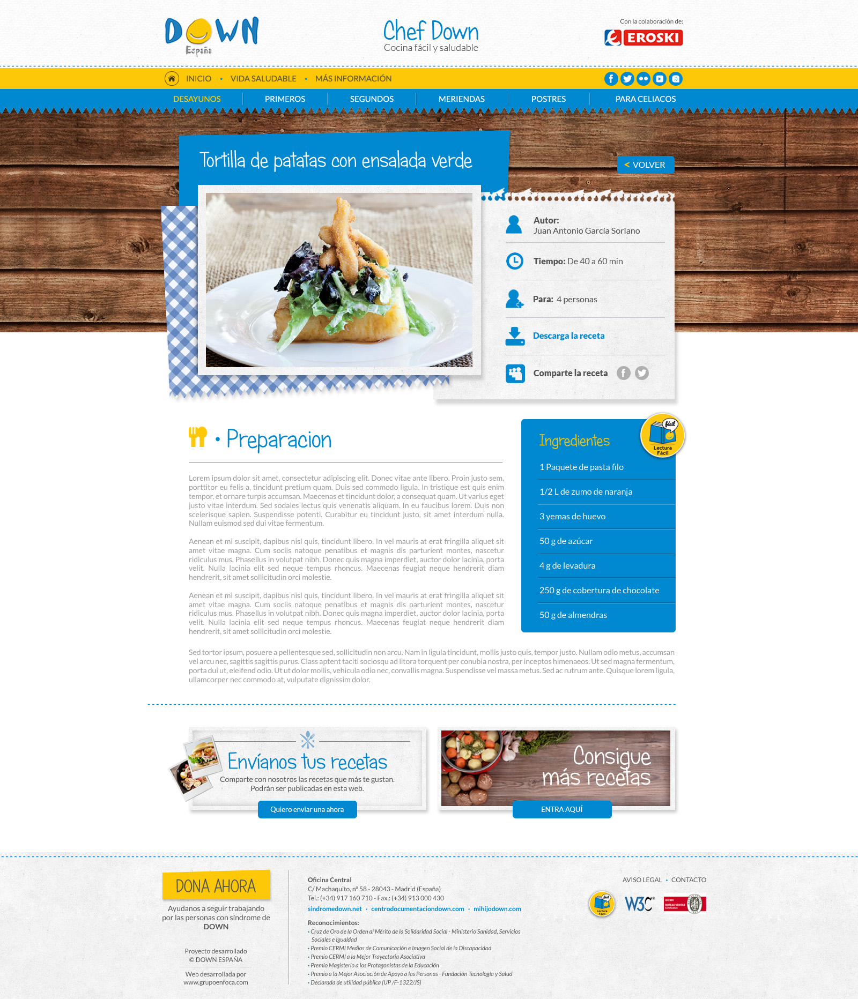 DOWN
España
Chef Down
Cocina fácil y saludable
Con la colaboración de:
EROSKI
INICIO • VIDA SALUDABLE • MÁS INFORMACIÓN
DESAYUNOS PRIMEROS SEGUNDOS MERIENDAS POSTRES PARA CELIACOS
Tortilla de patatas con ensalada verde
< VOLVER
Autor:
Juan Antonio García Soriano
Tiempo: De 40 a 60 min
Para: 4 personas
Descarga la receta
Comparte la receta
• Preparacion
Lorem ipsum dolor sit amet, consectetur adipiscing elit. Donec vitae ante libero. Proin justo sem,
porttitor eu felis a, tincidunt pretium quam. Duis sed commodo ligula. In tristique est quis enim
tempor, et ornare turpis accumsan. Maecenas et tincidunt dolor, a consequat quam. Ut varius eget
justo vitae interdum. Sed sodales lectus quis venenatis aliquam. In eu faucibus lorem. Duis non
scelerisque sapien. Suspendisse potenti. Curabitur eu tincidunt justo, sit amet interdum nulla.
Nullam euismod sed dui vitae fermentum.
Aenean et mi suscipit, dapibus nisl quis, tincidunt libero. In vel mauris at erat fringilla aliquet sit
amet vitae magna. Cum sociis natoque penatibus et magnis dis parturient montes, nascetur
ridiculus mus. Phasellus in volutpat nibh. Donec quis magna imperdiet, auctor dolor lacinia, porta
velit. Nulla lacinia elit sed neque tempus rhoncus. Maecenas feugiat neque hendrerit diam
hendrerit, sit amet sollicitudin orci molestie.
Aenean et mi suscipit, dapibus nisl quis, tincidunt libero. In vel mauris at erat fringilla aliquet sit
amet vitae magna. Cum sociis natoque penatibus et magnis dis parturient montes, nascetur
ridiculus mus. Phasellus in volutpat nibh. Donec quis magna imperdiet, auctor dolor lacinia, porta
velit. Nulla lacinia elit sed neque tempus rhoncus. Maecenas feugiat neque hendrerit diam
hendrerit, sit amet sollicitudin orci molestie.
Sed tortor ipsum, posuere a pellentesque sed, sollicitudin non arcu. Nam in ligula tincidunt, mollis justo quis, tempor justo. Nullam odio metus, accumsan
vel arcu nec, sagittis sagittis purus. Class aptent taciti sociosqu ad litora torquent per conubia nostra, per inceptos himenaeos. Ut sed magna fermentum,
porta dui ut, eleifend odio. Ut ut dolor mollis, vehicula odio nec, convallis magna. Suspendisse vel massa metus. Sed ac rutrum ante. Quisque lorem ligula,
ullamcorper nec commodo at, vulputate dignissim dolor.
Ingredientes
fácil
Lectura
Fácil
1 Paquete de pasta filo
1/2 L de zumo de naranja
3 yemas de huevo
50 g de azúcar
4 g de levadura
250 g de cobertura de chocolate
50 g de almendras
Envíanos tus recetas
Comparte con nosotros las recetas que más te gustan.
Podrán ser publicadas en esta web.
Quiero enviar una ahora
Consigue
más recetas
ENTRA AQUÍ
DONA AHORA
Ayudanos a seguir trabajando
por las personas con síndrome de
DOWN
Proyecto desarrollado
© DOWN ESPAÑA
Web desarrollada por
www.grupoenfoca.com
Oficina Central
C/ Machaquito, nº 58 - 28043 - Madrid (España)
Tel.: (+34) 917 160 710 - Fax.: (+34) 913 000 430
sindromedown.net · centrodocumentaciondown.com · mihijodown.com
Reconocimientos:
· Cruz de Oro de la Orden al Mérito de la Solidaridad Social - Ministerio Sanidad, Servicios
Sociales e Igualdad
· Premio CERMI Medios de Comunicación e Imagen Social de la Discapacidad
· Premio CERMI a la Mejor Trayectoria Asociativa
· Premio Magisterio a los Protagonistas de la Educación
· Premio a la Mejor Asociación de Apoyo a las Personas - Fundación Tecnología y Salud
· Declarada de utilidad pública (UP /F-1322/JS)
AVISO LEGAL · CONTACTO
fácil
Lectura
Fácil
W3C®
BUREAU VERITAS
Certification